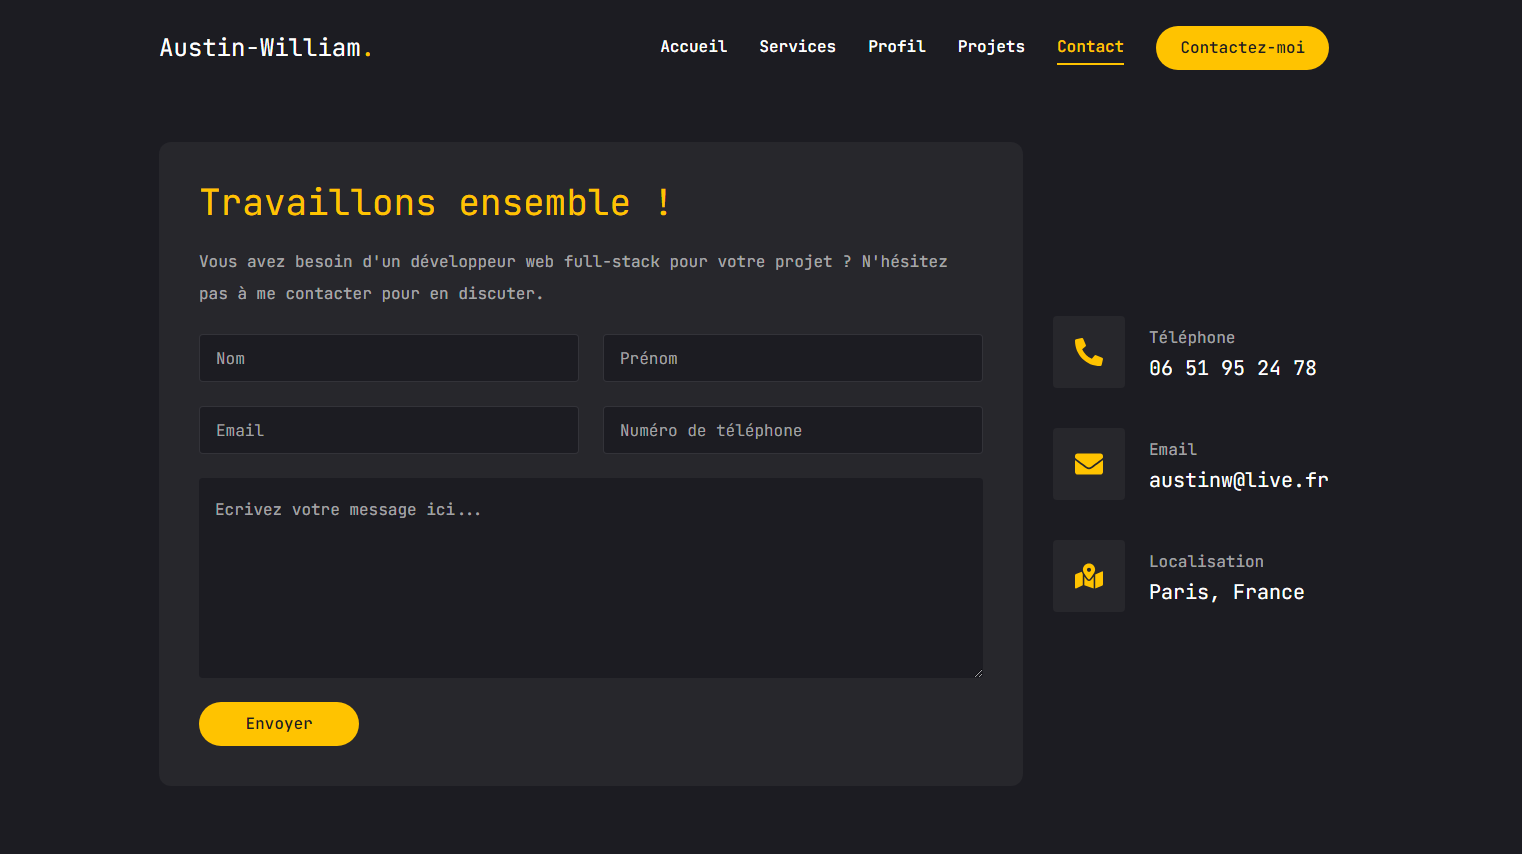 Austin-William.
Accueil Services Profil Projets Contact Contactez-moi
Travaillons ensemble !
Vous avez besoin d'un développeur web full-stack pour votre projet ? N'hésitez
pas à me contacter pour en discuter.
Nom
Prénom
Email
Numéro de téléphone
Ecrivez votre message ici...
Envoyer
Téléphone
06 51 95 24 78
Email
austinw@live.fr
Localisation
Paris, France